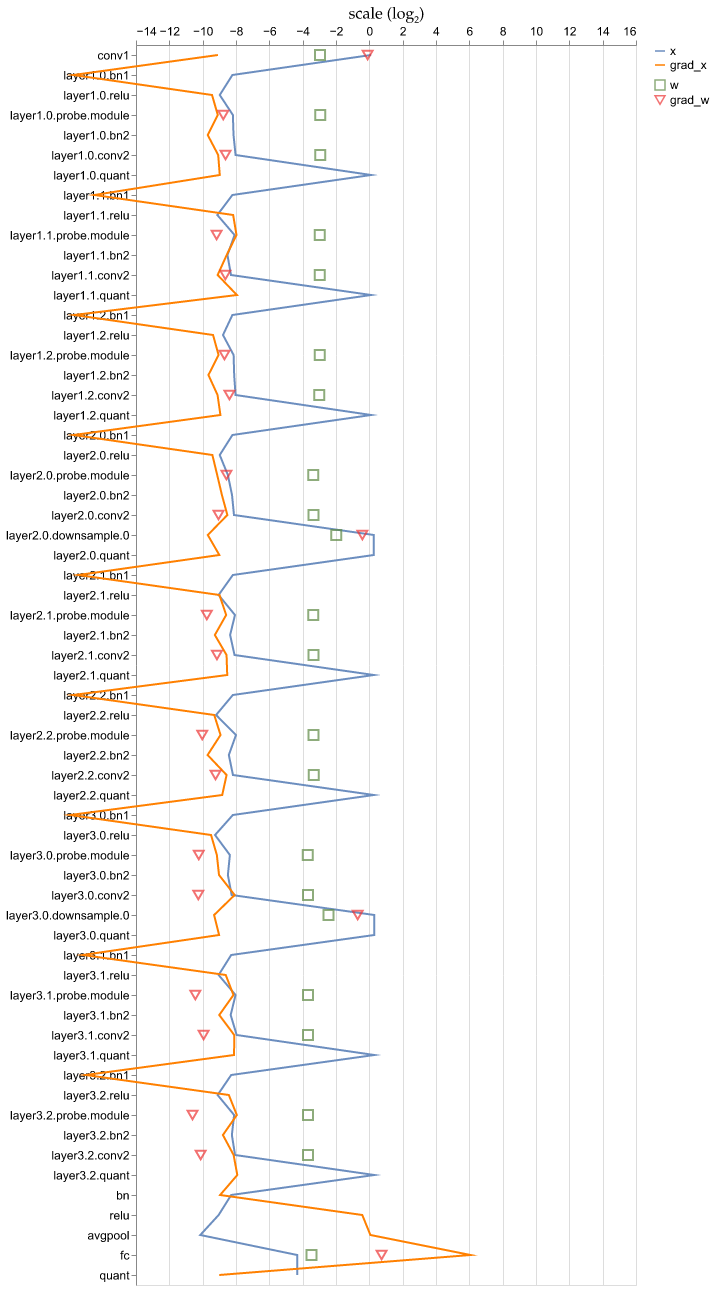 scale (log₂)
−14 −12 −10 −8 −6 −4 −2 0 2 4 6 8 10 12 14 16
x
grad_x
w
grad_w
conv1
layer1.0.bn1
layer1.0.relu
layer1.0.probe.module
layer1.0.bn2
layer1.0.conv2
layer1.0.quant
layer1.1.bn1
layer1.1.relu
layer1.1.probe.module
layer1.1.bn2
layer1.1.conv2
layer1.1.quant
layer1.2.bn1
layer1.2.relu
layer1.2.probe.module
layer1.2.bn2
layer1.2.conv2
layer1.2.quant
layer2.0.bn1
layer2.0.relu
layer2.0.probe.module
layer2.0.bn2
layer2.0.conv2
layer2.0.downsample.0
layer2.0.quant
layer2.1.bn1
layer2.1.relu
layer2.1.probe.module
layer2.1.bn2
layer2.1.conv2
layer2.1.quant
layer2.2.bn1
layer2.2.relu
layer2.2.probe.module
layer2.2.bn2
layer2.2.conv2
layer2.2.quant
layer3.0.bn1
layer3.0.relu
layer3.0.probe.module
layer3.0.bn2
layer3.0.conv2
layer3.0.downsample.0
layer3.0.quant
layer3.1.bn1
layer3.1.relu
layer3.1.probe.module
layer3.1.bn2
layer3.1.conv2
layer3.1.quant
layer3.2.bn1
layer3.2.relu
layer3.2.probe.module
layer3.2.bn2
layer3.2.conv2
layer3.2.quant
bn
relu
avgpool
fc
quant